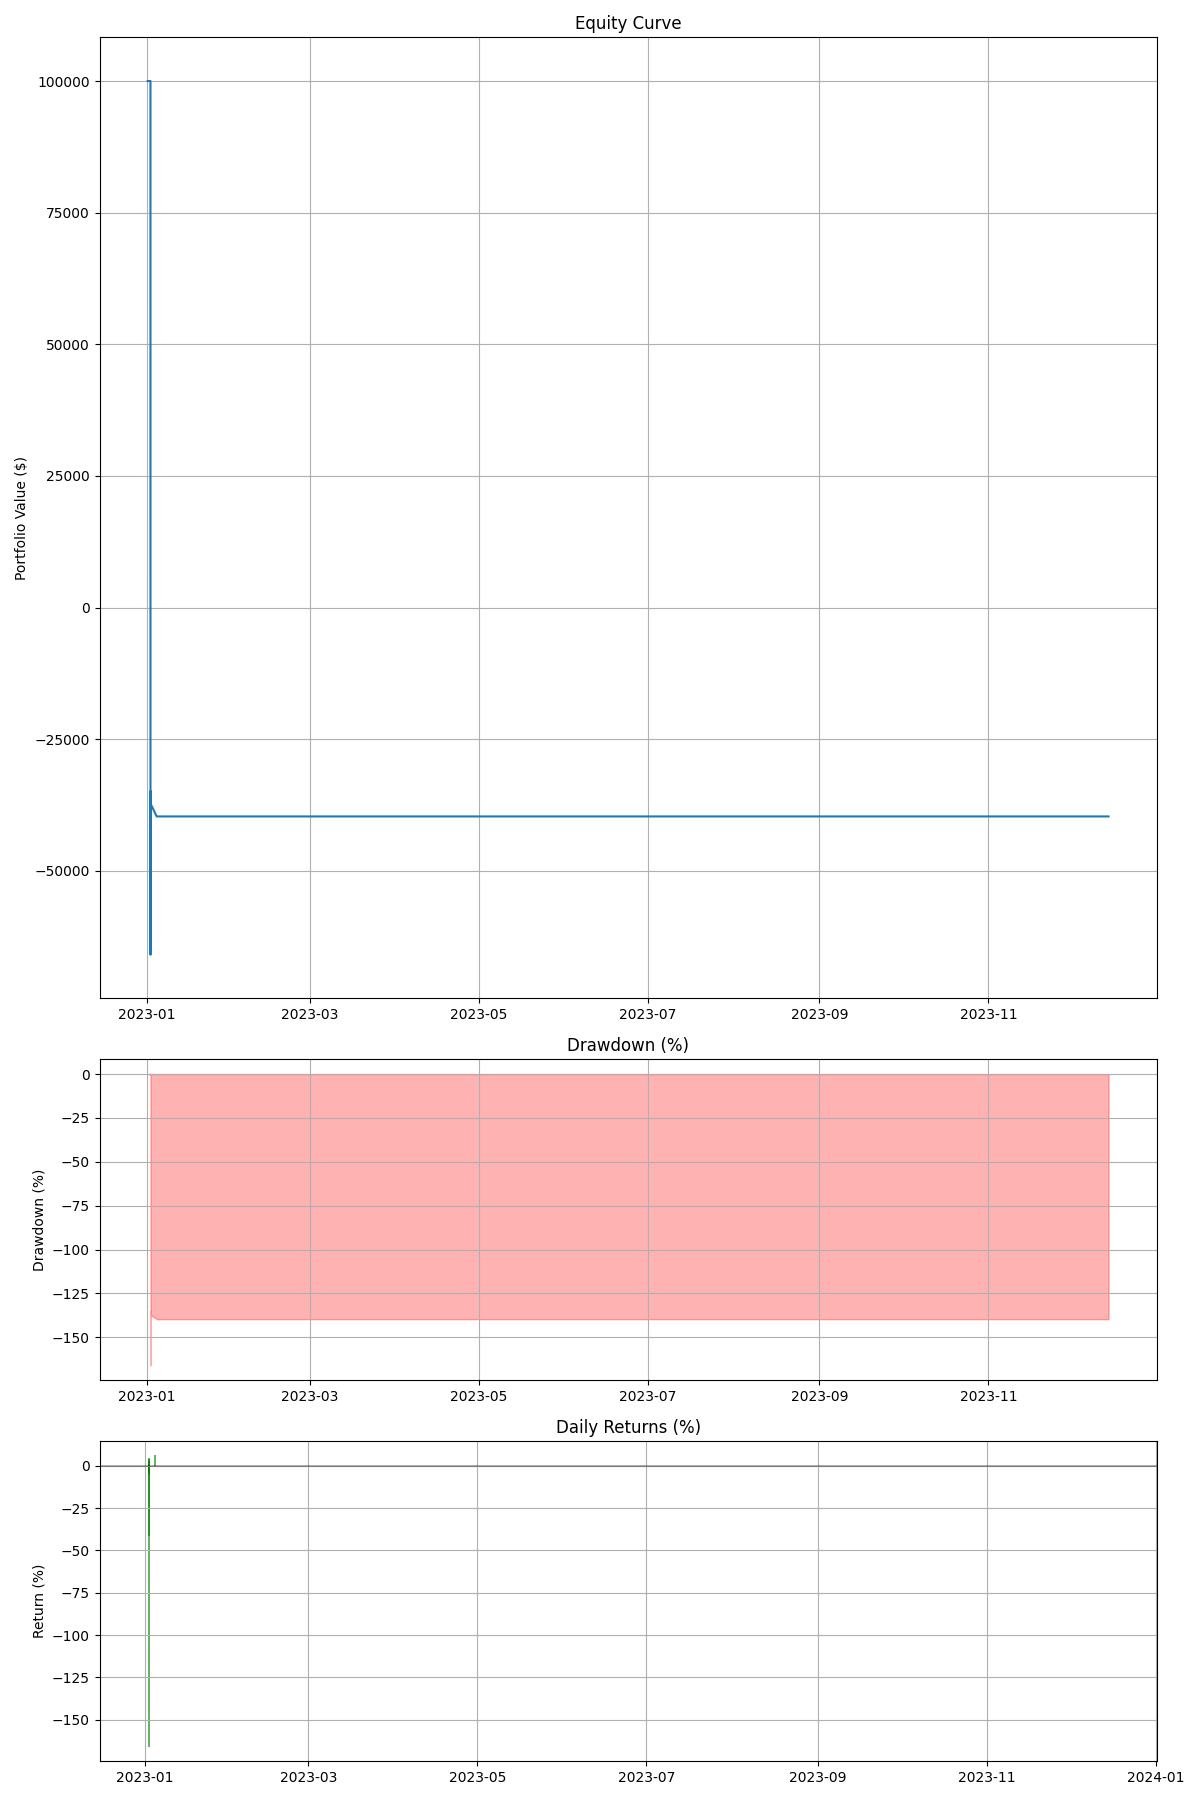 Equity Curve
100000
75000
50000
25000
0
−25000
−50000
Portfolio Value ($)
2023-01 2023-03 2023-05 2023-07 2023-09 2023-11
Drawdown (%)
0
−25
−50
−75
−100
−125
−150
Drawdown (%)
2023-01 2023-03 2023-05 2023-07 2023-09 2023-11
Daily Returns (%)
0
−25
−50
−75
−100
−125
−150
Return (%)
2023-01 2023-03 2023-05 2023-07 2023-09 2023-11 2024-01